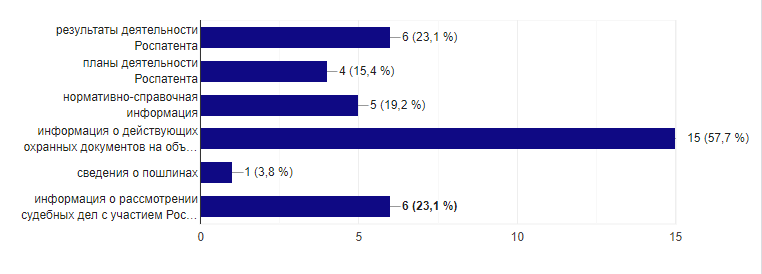 результаты деятельности
Роспатента
6 (23,1 %)
планы деятельности
Роспатента
4 (15,4 %)
нормативно-справочная
информация
5 (19,2 %)
информация о действующих
охранных документов на объ…
15 (57,7 %)
сведения о пошлинах
1 (3,8 %)
информация о рассмотрении
судебных дел с участием Рос…
6 (23,1 %)
0 5 10 15